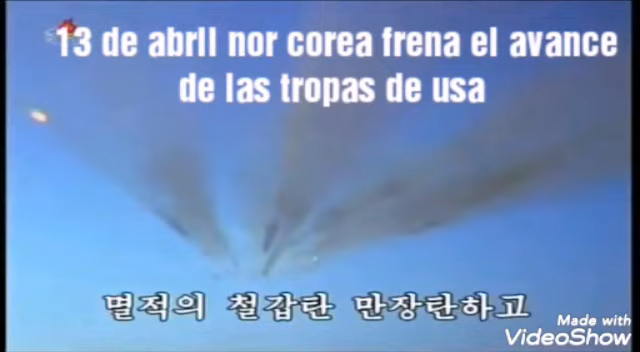 13 de abril nor corea frena el avance
de las tropas de usa
멸적의 철갑탄 만장탄하고
Made with
VideoShow